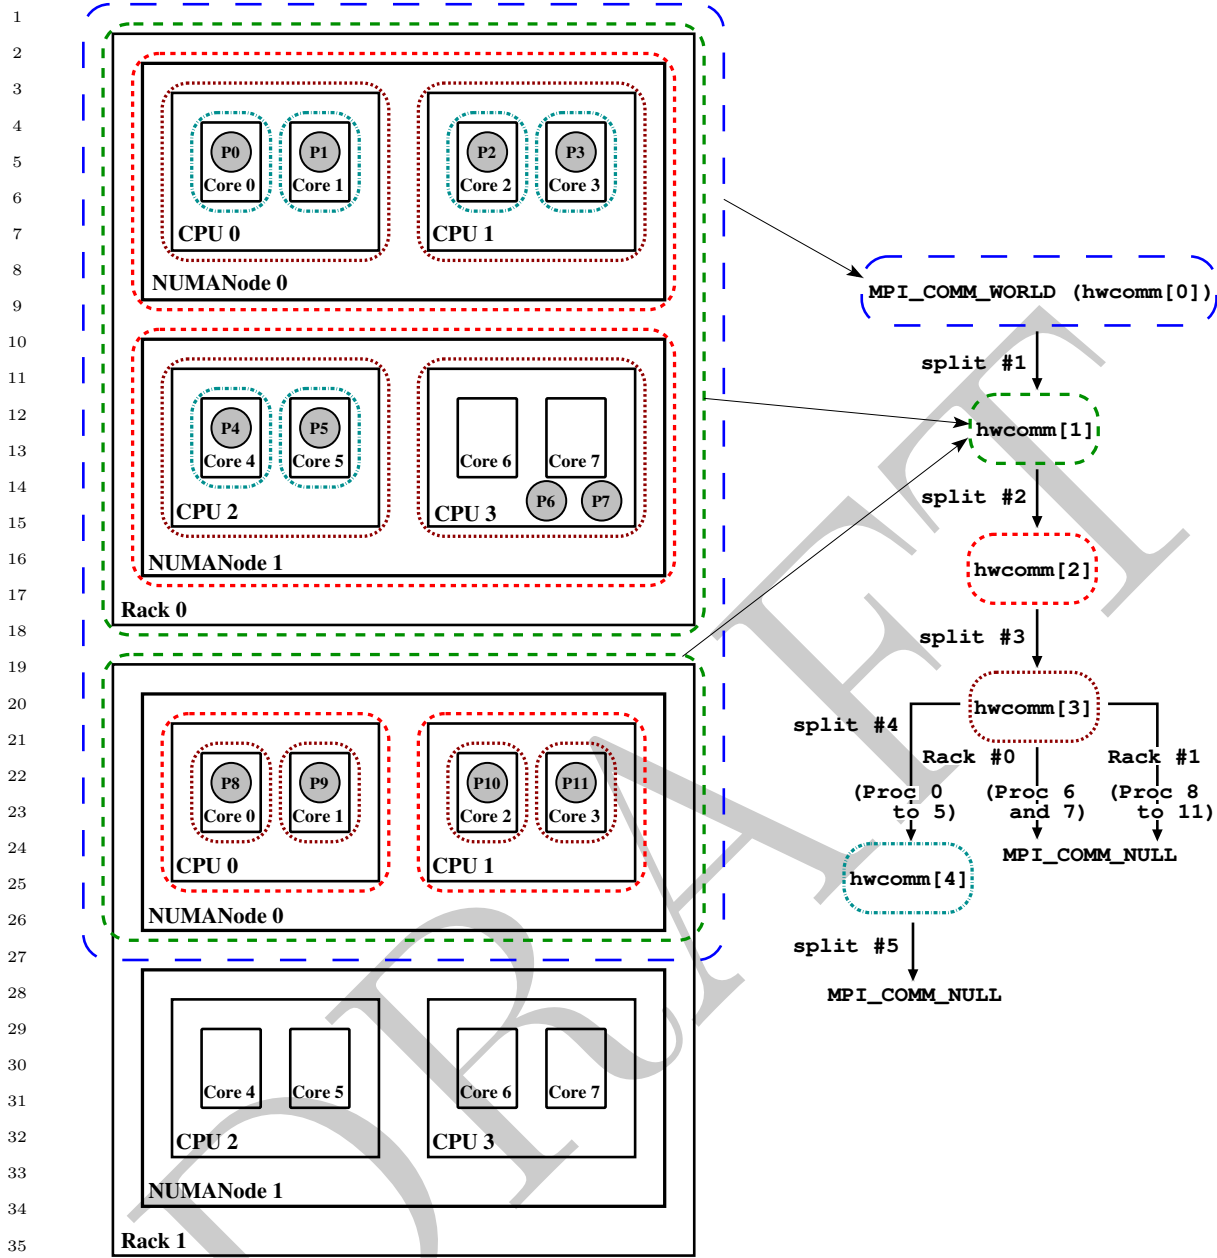 1
2
3
4
5
6
7
8
9
10
11
12
13
14
15
16
17
18
19
20
21
22
23
24
25
26
27
28
29
30
31
32
33
34
35
P0 P1 P2 P3
Core 0 Core 1 Core 2 Core 3
CPU 0 CPU 1
NUMANode 0
P4 P5
Core 4 Core 5 Core 6 Core 7
P6 P7
CPU 2 CPU 3
NUMANode 1
Rack 0
P8 P9 P10 P11
Core 0 Core 1 Core 2 Core 3
CPU 0 CPU 1
NUMANode 0
Core 4 Core 5 Core 6 Core 7
CPU 2 CPU 3
NUMANode 1
Rack 1
MPI_COMM_WORLD (hwcomm[0])
split #1
hwcomm[1]
split #2
hwcomm[2]
split #3
hwcomm[3]
split #4
Rack #0 Rack #1
(Proc 0 (Proc 6 (Proc 8
to 5) and 7) to 11)
MPI_COMM_NULL
hwcomm[4]
split #5
MPI_COMM_NULL
DRAFT